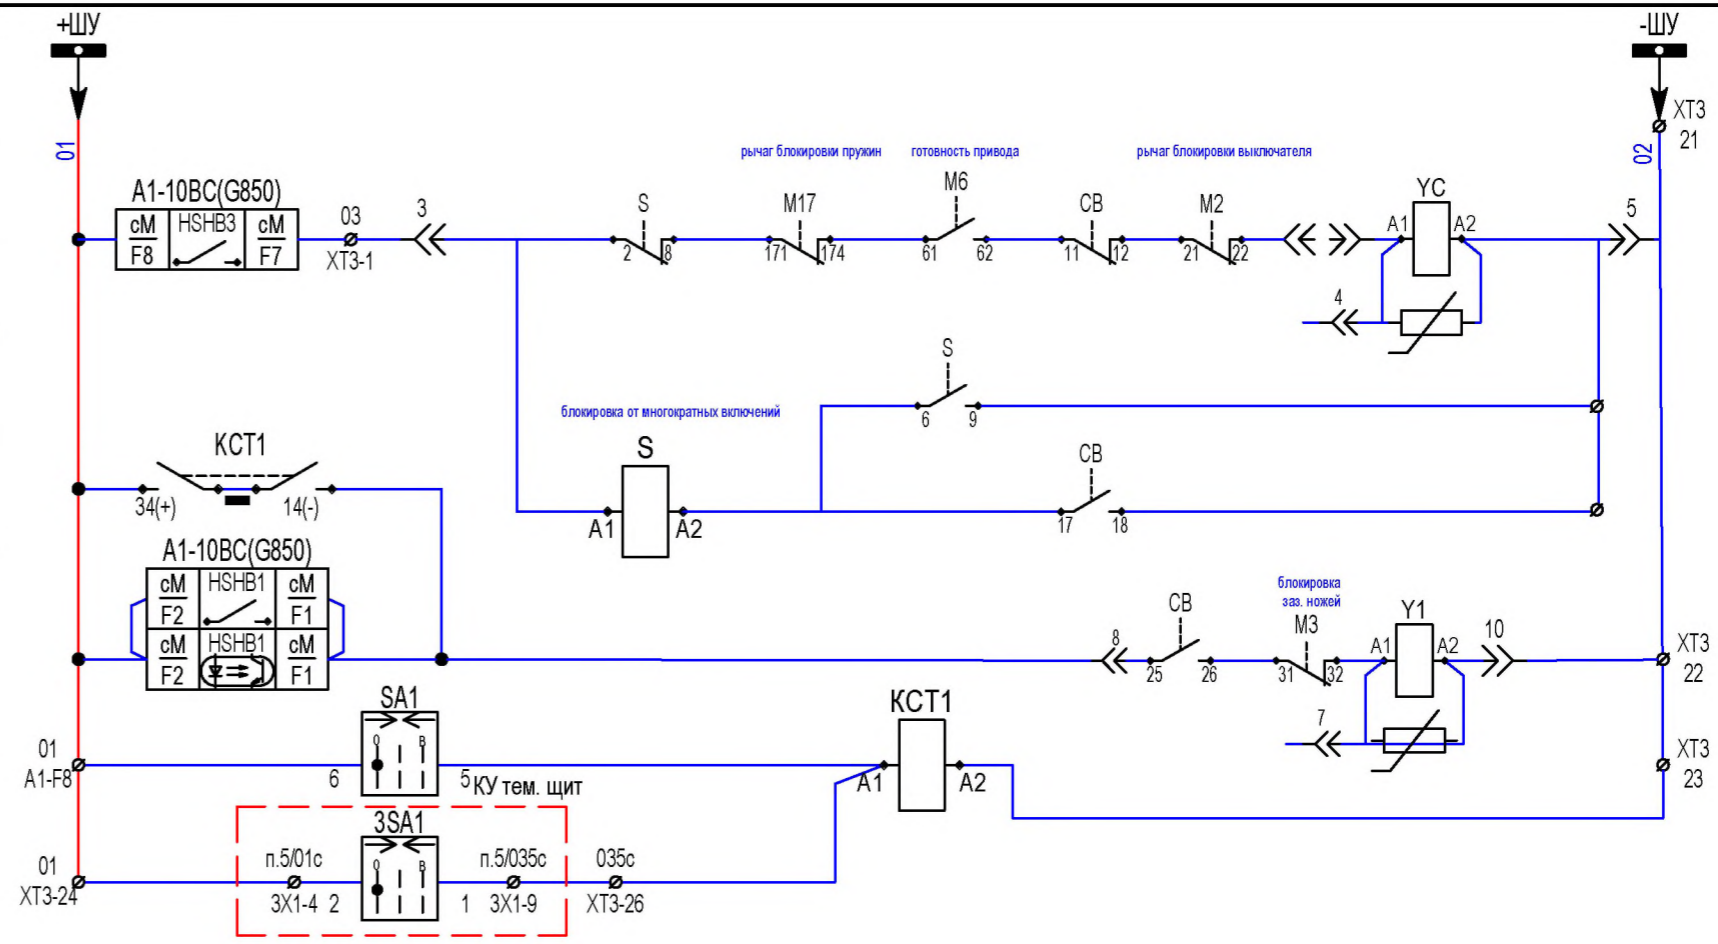 +ШУ
-ШУ
XT3
21
01
02
рычаг блокировки пружин
готовность привода
рычаг блокировки выключателя
A1-10BC(G850)
cM
HSHB3
cM
F8
F7
03
XT3-1
3
S
2
8
M17
171
174
M6
61
62
CB
11
12
M2
21
22
YC
A1
A2
5
4
S
6
9
блокировка от многократных включений
S
A1
A2
CB
17
18
KCT1
34(+)
14(-)
A1-10BC(G850)
cM
HSHB1
cM
F2
F1
cM
HSHB1
cM
F2
F1
8
CB
25
26
блокировка
заз. ножей
M3
31
32
Y1
A1
A2
10
XT3
22
7
01
A1-F8
SA1
О
В
6
5
КУ тем. щит
KCT1
A1
A2
XT3
23
3SA1
О
В
01
XT3-24
п.5/01с
3X1-4
2
1
п.5/035с
3X1-9
035с
XT3-26